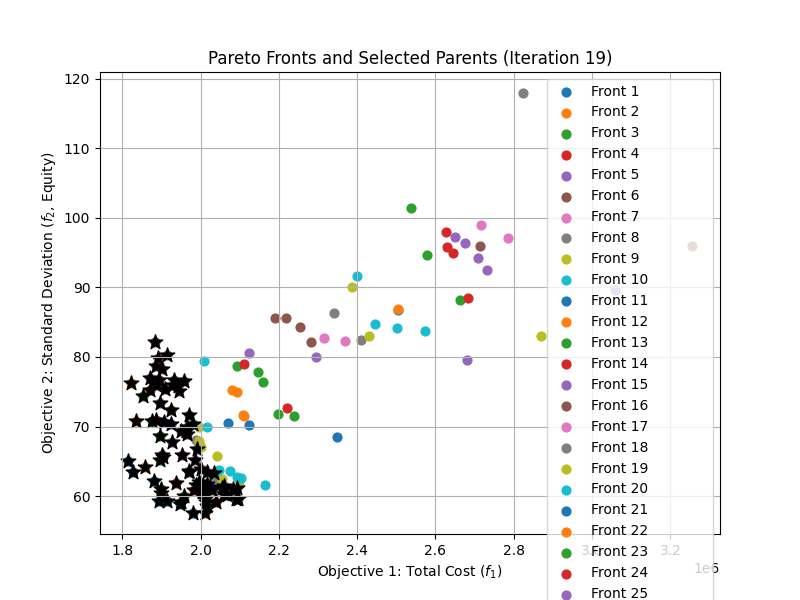 Pareto Fronts and Selected Parents (Iteration 19)
Objective 2: Standard Deviation (f₂, Equity)
120
110
100
90
80
70
60
1.8
2.0
2.2
2.4
2.6
2.8
3.0
3.2
1e6
Objective 1: Total Cost (f₁)
Front 1
Front 2
Front 3
Front 4
Front 5
Front 6
Front 7
Front 8
Front 9
Front 10
Front 11
Front 12
Front 13
Front 14
Front 15
Front 16
Front 17
Front 18
Front 19
Front 20
Front 21
Front 22
Front 23
Front 24
Front 25